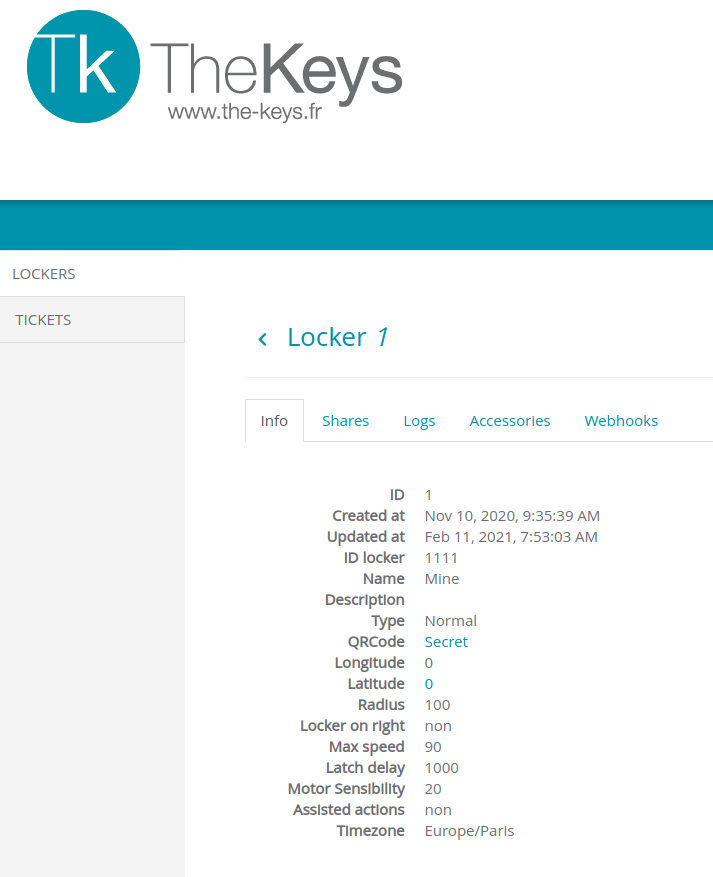 Tk TheKeys
www.the-keys.fr
LOCKERS
TICKETS
Locker 1
Info Shares Logs Accessories Webhooks
ID 1
Created at Nov 10, 2020, 9:35:39 AM
Updated at Feb 11, 2021, 7:53:03 AM
ID locker 1111
Name Mine
Description
Type Normal
QRCode Secret
Longitude 0
Latitude 0
Radius 100
Locker on right non
Max speed 90
Latch delay 1000
Motor Sensibility 20
Assisted actions non
Timezone Europe/Paris